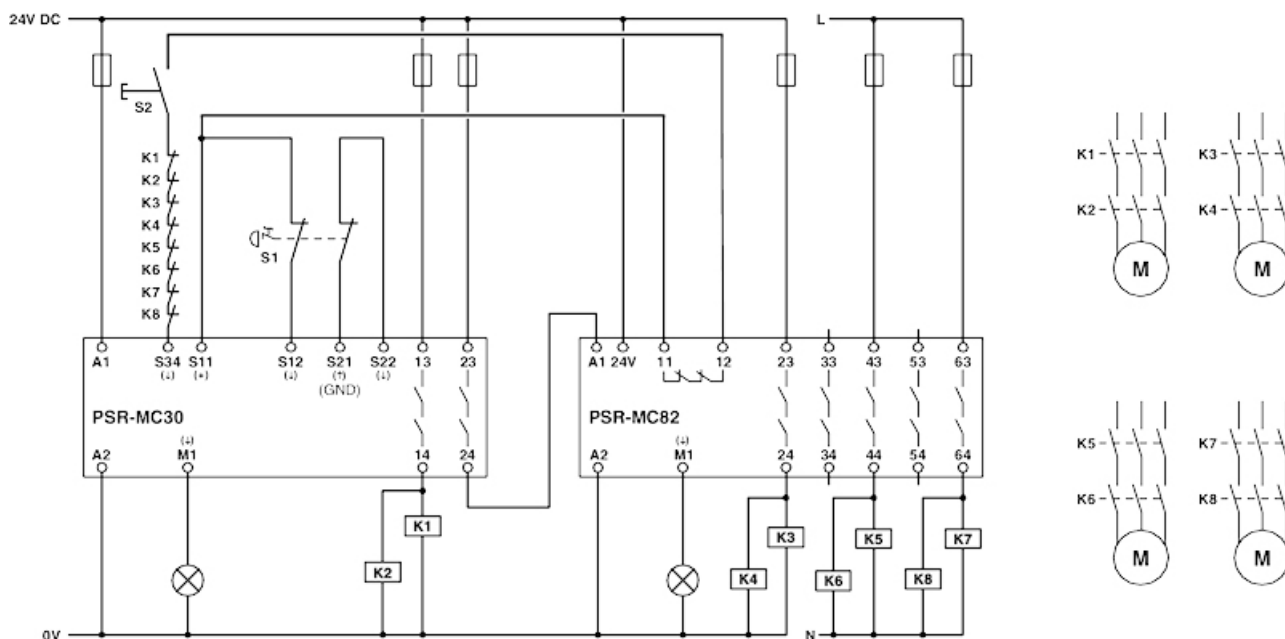 24V DC
L
S2
K1
K2
K3
K4
K5
K6
K7
K8
S1
K1
K3
K2
K4
M
M
A1 S34 S11 S12 S21 S22 13 23
(↓) (+) (↓) (↑) (↓)
(GND)
PSR-MC30
(↓)
A2 M1 14 24
A1 24V 11 12 23 33 43 53 63
PSR-MC82
(↓)
A2 M1 24 34 44 54 64
K5
K7
K6
K8
M
M
K1
K2
K3
K4
K5
K6
K7
K8
0V
N